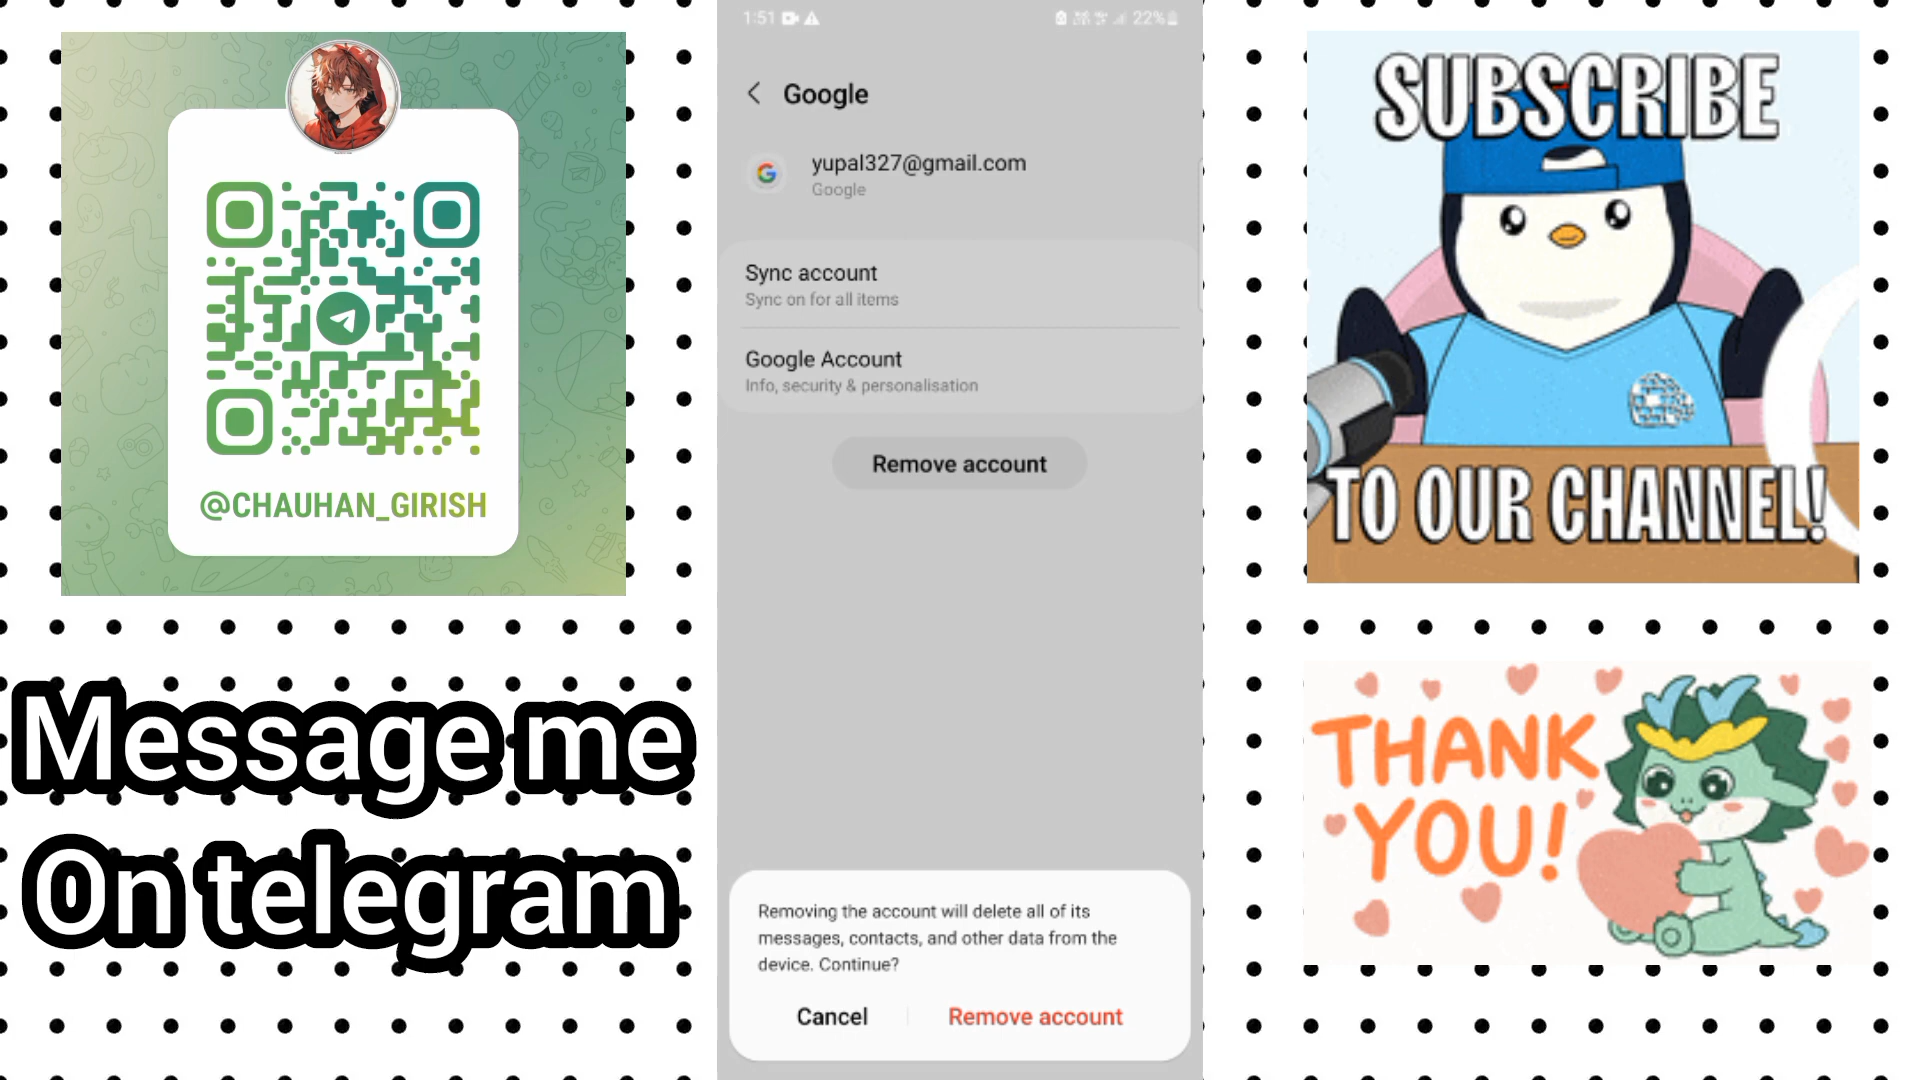 @CHAUHAN_GIRISH
Message me
On telegram
1:51
22%
Google
yupal327@gmail.com
Google
Sync account
Sync on for all items
Google Account
Info, security & personalisation
Remove account
Removing the account will delete all of its
messages, contacts, and other data from the
device. Continue?
Cancel
Remove account
SUBSCRIBE
TO OUR CHANNEL!
THANK
YOU!